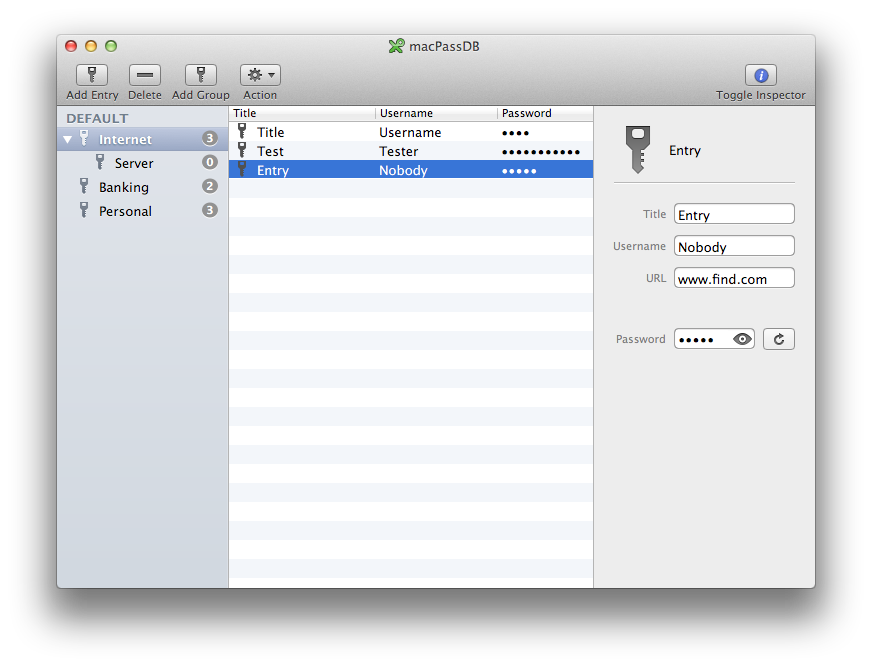 macPassDB
Add Entry Delete Add Group Action Toggle Inspector
DEFAULT
Internet 3
Server 0
Banking 2
Personal 3
Title Username Password
Title Username ••••
Test Tester •••••••••••
Entry Nobody •••••
Entry
Title Entry
Username Nobody
URL www.find.com
Password •••••